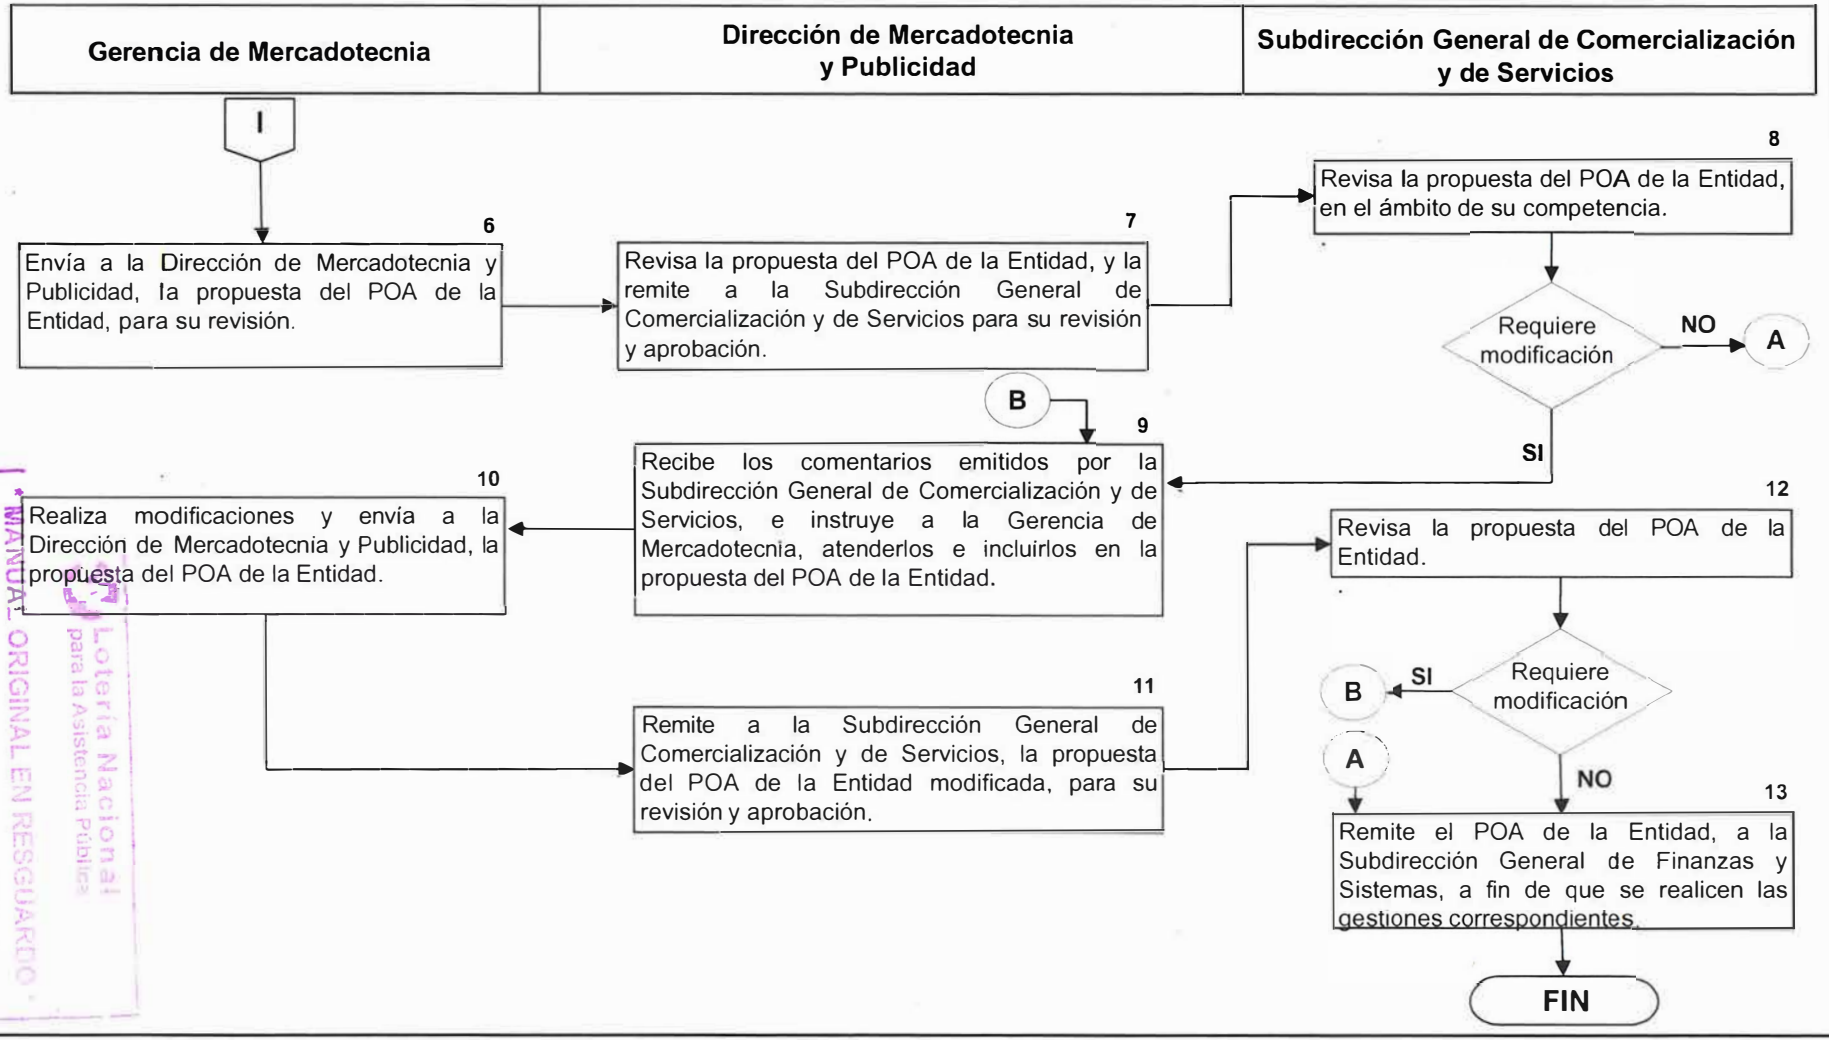 Gerencia de Mercadotecnia
Dirección de Mercadotecnia
y Publicidad
Subdirección General de Comercialización
y de Servicios
I
6
Envía a la Dirección de Mercadotecnia y
Publicidad, la propuesta del POA de la
Entidad, para su revisión.
7
Revisa la propuesta del POA de la Entidad, y la
remite a la Subdirección General de
Comercialización y de Servicios para su revisión
y aprobación.
8
Revisa la propuesta del POA de la Entidad,
en el ámbito de su competencia.
Requiere
modificación
NO
A
SI
B
9
Recibe los comentarios emitidos por la
Subdirección General de Comercialización y de
Servicios, e instruye a la Gerencia de
Mercadotecnia, atenderlos e incluírlos en la
propuesta del POA de la Entidad.
10
Realiza modificaciones y envía a la
Dirección de Mercadotecnia y Publicidad, la
propuesta del POA de la Entidad.
11
Remite a la Subdirección General de
Comercialización y de Servicios, la propuesta
del POA de la Entidad modificada, para su
revisión y aprobación.
12
Revisa la propuesta del POA de la
Entidad.
Requiere
modificación
SI
B
A
NO
13
Remite el POA de la Entidad, a la
Subdirección General de Finanzas y
Sistemas, a fin de que se realicen las
gestiones correspondientes.
FIN
Lotería Nacional
para la Asistencia Pública
MANUAL ORIGINAL EN RESGUARDO